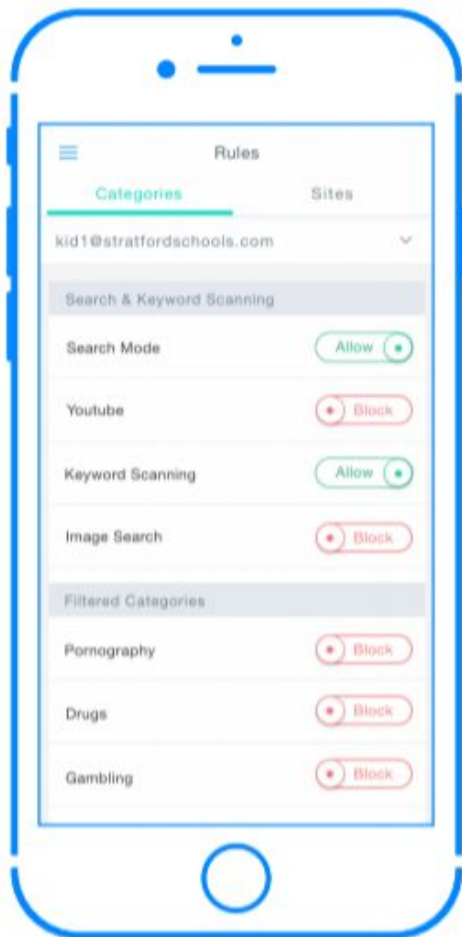 Rules
Categories Sites
kid1@stratfordschools.com
Search & Keyword Scanning
Search Mode Allow
Youtube Block
Keyword Scanning Allow
Image Search Block
Filtered Categories
Pornography Block
Drugs Block
Gambling Block